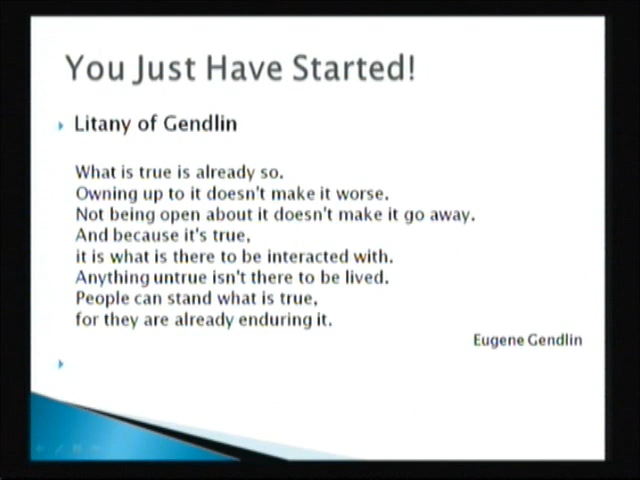 You Just Have Started!
Litany of Gendlin
What is true is already so.
Owning up to it doesn't make it worse.
Not being open about it doesn't make it go away.
And because it's true,
it is what is there to be interacted with.
Anything untrue isn't there to be lived.
People can stand what is true,
for they are already enduring it.
Eugene Gendlin